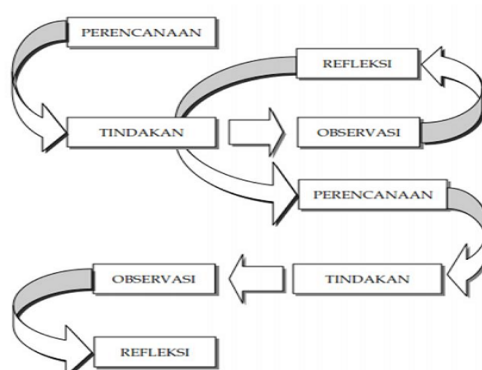 PERENCANAAN
REFLEKSI
TINDAKAN
OBSERVASI
PERENCANAAN
OBSERVASI
TINDAKAN
REFLEKSI